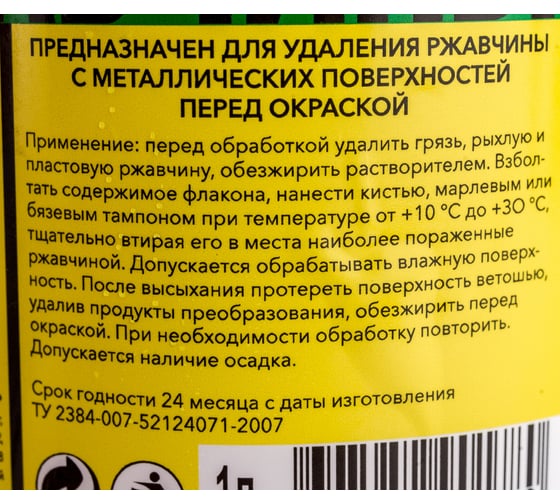 ПРЕДНАЗНАЧЕН ДЛЯ УДАЛЕНИЯ РЖАВЧИНЫ
С МЕТАЛЛИЧЕСКИХ ПОВЕРХНОСТЕЙ
ПЕРЕД ОКРАСКОЙ
Применение: перед обработкой удалить грязь, рыхлую и
пластовую ржавчину, обезжирить растворителем. Взбол-
тать содержимое флакона, нанести кистью, марлевым или
бязевым тампоном при температуре от +10 °С до +3О °С,
тщательно втирая его в места наиболее пораженные
ржавчиной. Допускается обрабатывать влажную поверх-
ность. После высыхания протереть поверхность ветошью,
удалив продукты преобразования, обезжирить перед
окраской. При необходимости обработку повторить.
Допускается наличие осадка.
Срок годности 24 месяца с даты изготовления
ТУ 2384-007-52124071-2007
1л